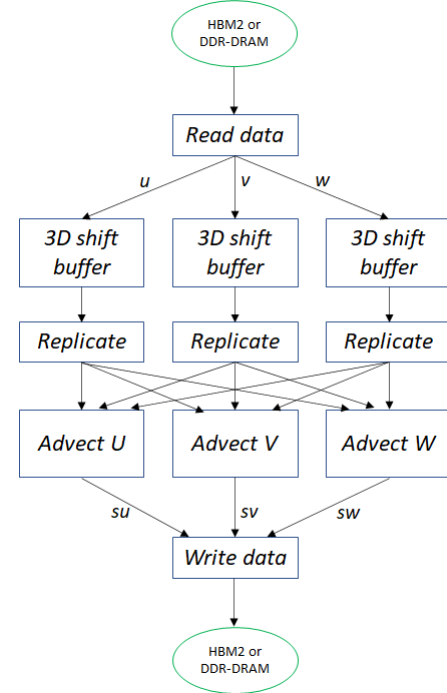 HBM2 or
DDR-DRAM
Read data
u v w
3D shift 3D shift 3D shift
buffer buffer buffer
Replicate Replicate Replicate
Advect U Advect V Advect W
su sv sw
Write data
HBM2 or
DDR-DRAM